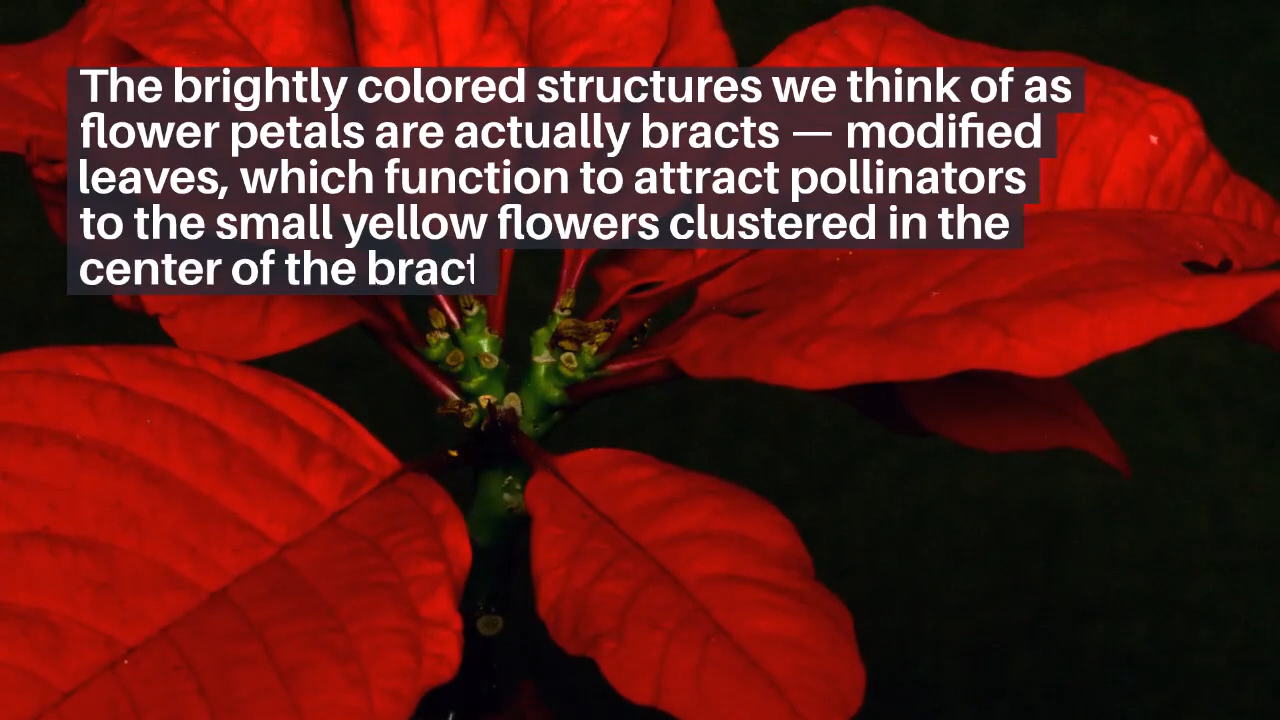 The brightly colored structures we think of as
flower petals are actually bracts — modified
leaves, which function to attract pollinators
to the small yellow flowers clustered in the
center of the bract